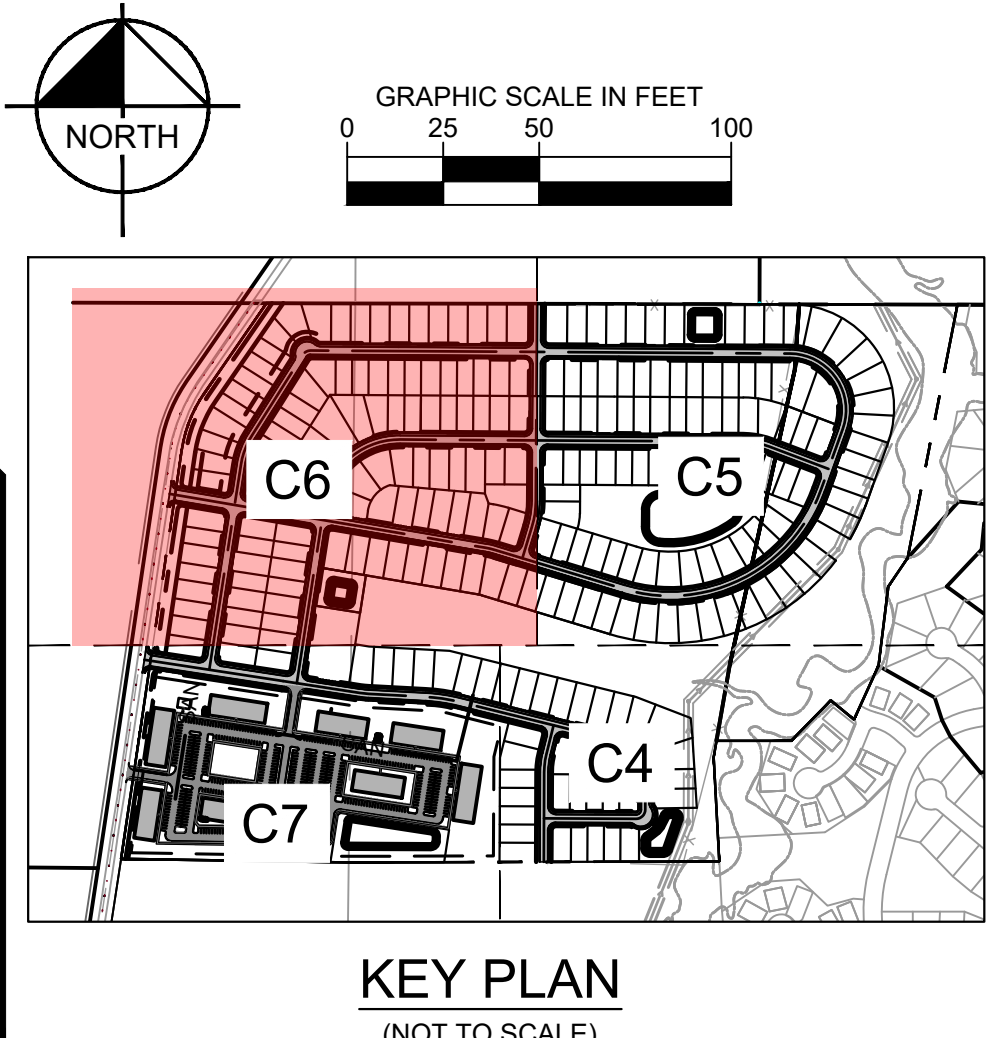 NORTH
GRAPHIC SCALE IN FEET
0 25 50 100
C6
C5
C4
C7
KEY PLAN
(NOT TO SCALE)